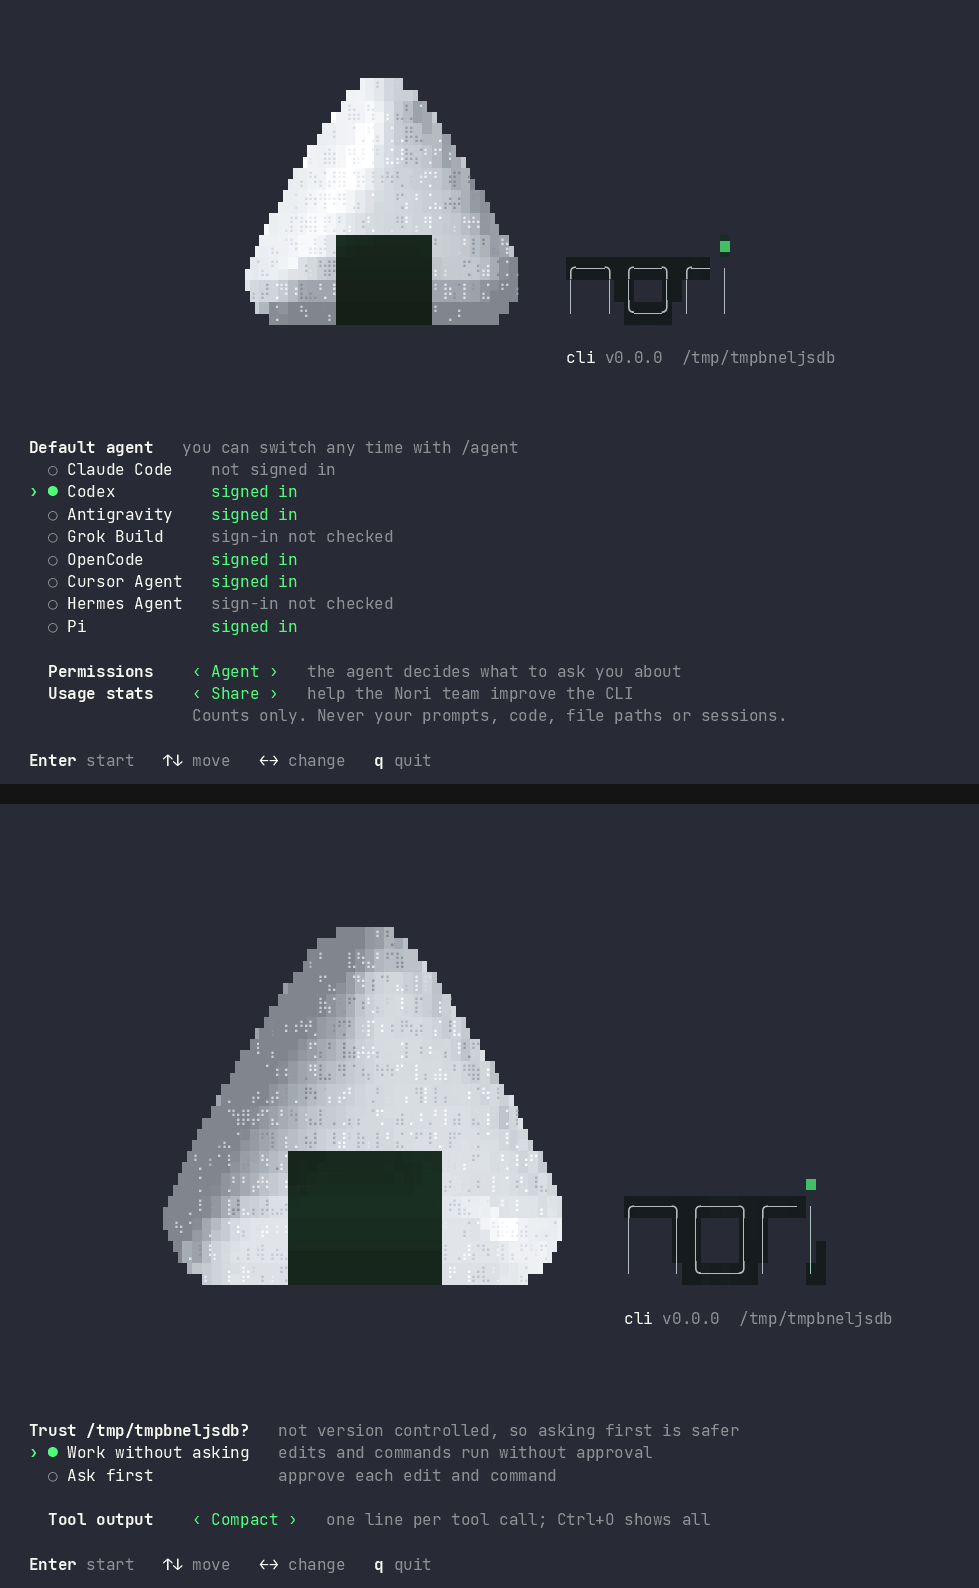 nori
cli v0.0.0  /tmp/tmpbneljsdb
Default agent   you can switch any time with /agent
○ Claude Code    not signed in
› ● Codex          signed in
○ Antigravity    signed in
○ Grok Build     sign-in not checked
○ OpenCode       signed in
○ Cursor Agent   signed in
○ Hermes Agent   sign-in not checked
○ Pi             signed in
Permissions    ‹ Agent ›   the agent decides what to ask you about
Usage stats    ‹ Share ›   help the Nori team improve the CLI
Counts only. Never your prompts, code, file paths or sessions.
Enter start   ↑↓ move   ←→ change   q quit
nori
cli v0.0.0  /tmp/tmpbneljsdb
Trust /tmp/tmpbneljsdb?   not version controlled, so asking first is safer
› ● Work without asking   edits and commands run without approval
○ Ask first             approve each edit and command
Tool output    ‹ Compact ›   one line per tool call; Ctrl+O shows all
Enter start   ↑↓ move   ←→ change   q quit